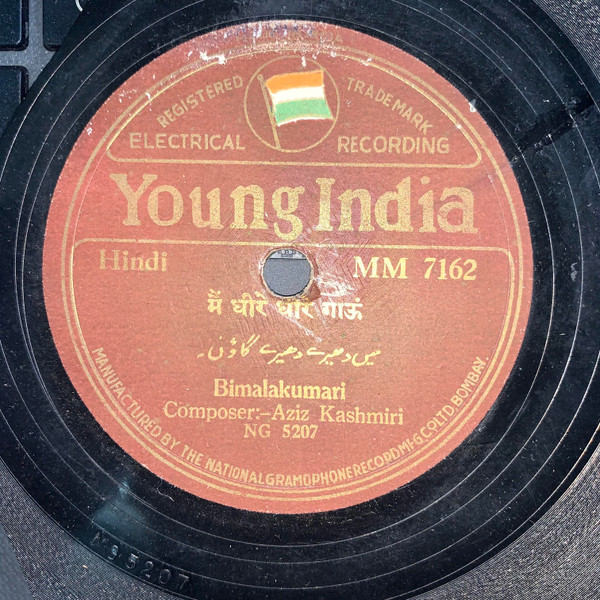 REGISTERED TRADE MARK
ELECTRICAL RECORDING
Young India
Hindi MM 7162
मैं धीरे धीरे गाऊं
میں دھیرے دھیرے گاؤں۔
Bimalakumari
Composer:-Aziz Kashmiri
NG 5207
MANUFACTURED BY THE NATIONAL GRAMOPHONE RECORD M'F'G. CO. LTD. BOMBAY.
NG5207